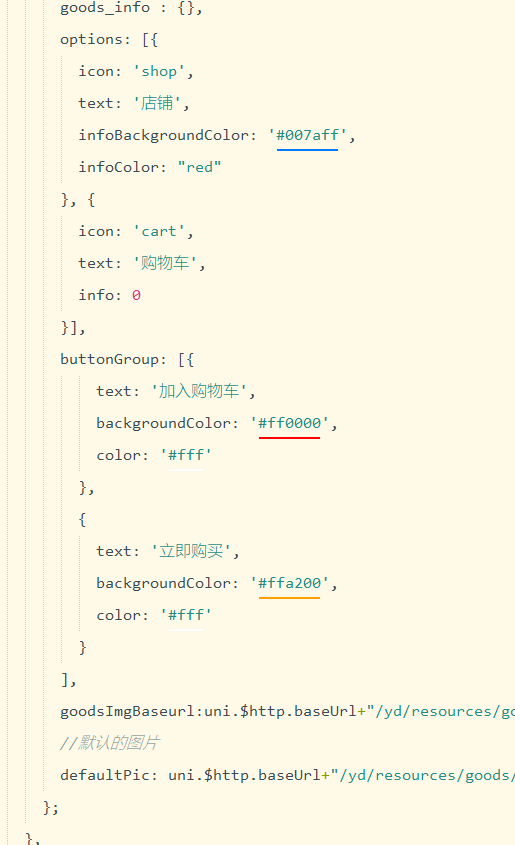 goods_info : {},
options: [{
icon: 'shop',
text: '店铺',
infoBackgroundColor: '#007aff',
infoColor: "red"
}, {
icon: 'cart',
text: '购物车',
info: 0
}],
buttonGroup: [{
text: '加入购物车',
backgroundColor: '#ff0000',
color: '#fff'
},
{
text: '立即购买',
backgroundColor: '#ffa200',
color: '#fff'
}
],
goodsImgBaseurl:uni.$http.baseUrl+"/yd/resources/go
//默认的图片
defaultPic: uni.$http.baseUrl+"/yd/resources/goods/
};
},